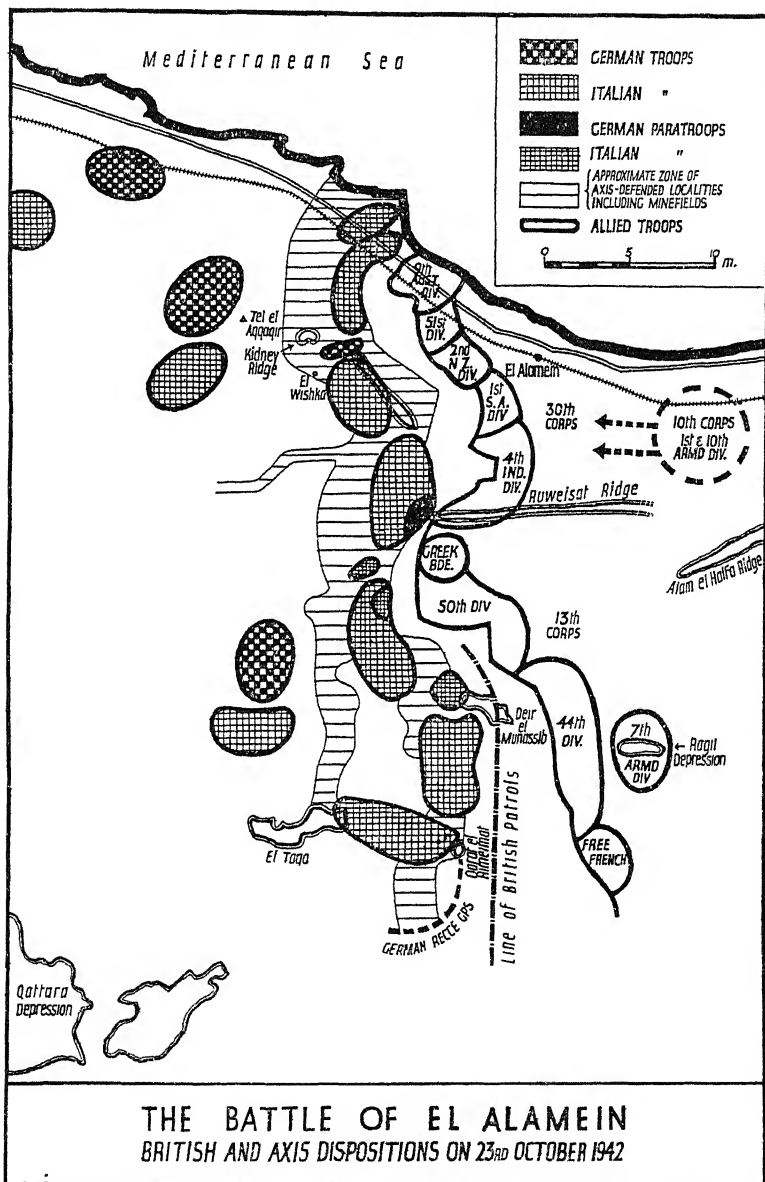 Mediterranean Sea
GERMAN TROOPS
ITALIAN "
GERMAN PARATROOPS
ITALIAN "
APPROXIMATE ZONE OF
AXIS-DEFENDED LOCALITIES
INCLUDING MINEFIELDS
ALLIED TROOPS
0 5 10 m.
9th
AUST.
DIV.
51st
DIV.
2nd
N.Z.
DIV.
El Alamein
1st
S.A.
DIV
30th
CORPS
10TH CORPS
1st & 10th
ARMD DIV.
4th
IND.
DIV.
Tel el
Aqqaqir
Kidney
Ridge
El
Wishka
Ruweisat Ridge
Alam el Halfa Ridge
GREEK
BDE.
50th DIV
13th
CORPS
Deir
el
Munassib
44th
DIV.
7th
ARMD
DIV
Ragil
Depression
FREE
FRENCH
El Taqa
Qaret el
Himeimat
Line of British Patrols
GERMAN RECCE GPS
Qattara
Depression
THE BATTLE OF EL ALAMEIN
BRITISH AND AXIS DISPOSITIONS ON 23RD OCTOBER 1942